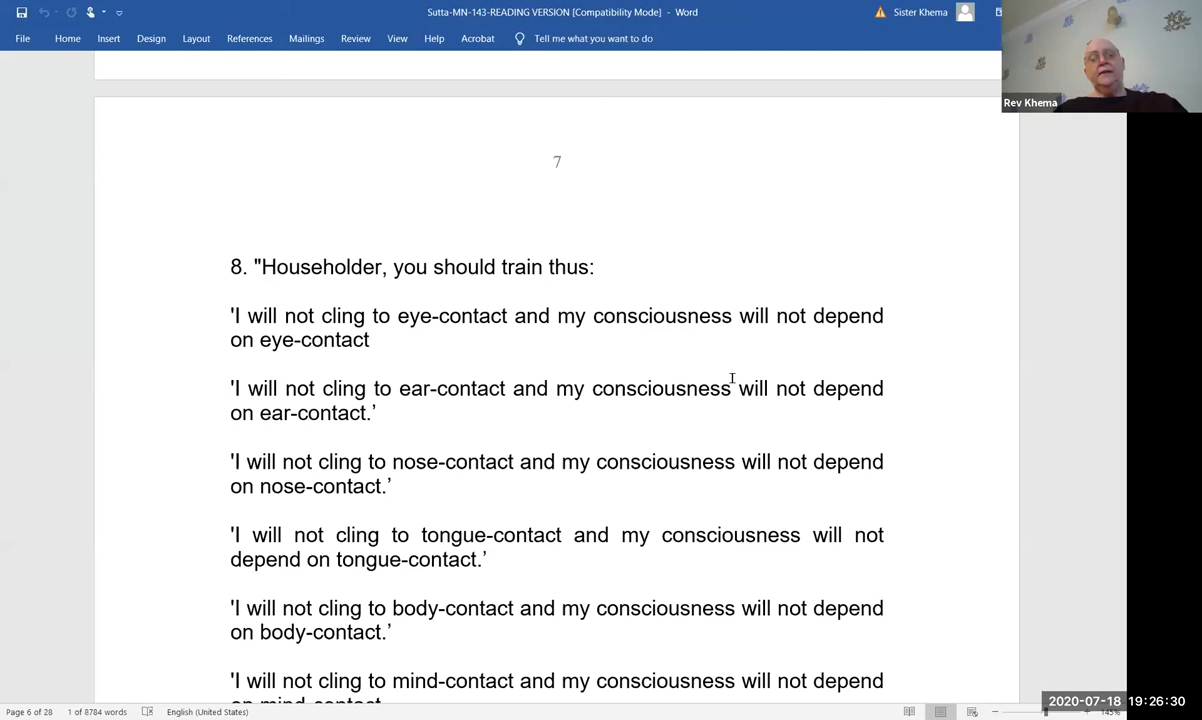 Sutta-MN-143-READING VERSION [Compatibility Mode] - Word
Sister Khema
File Home Insert Design Layout References Mailings Review View Help Acrobat Tell me what you want to do
Rev Khema
7
8. "Householder, you should train thus:
'I will not cling to eye-contact and my consciousness will not depend
on eye-contact
'I will not cling to ear-contact and my consciousness will not depend
on ear-contact.’
'I will not cling to nose-contact and my consciousness will not depend
on nose-contact.’
'I will not cling to tongue-contact and my consciousness will not
depend on tongue-contact.’
'I will not cling to body-contact and my consciousness will not depend
on body-contact.’
'I will not cling to mind-contact and my consciousness will not depend
on mind-contact
Page 6 of 28 1 of 8784 words English (United States) 145%
2020-07-18 19:26:30